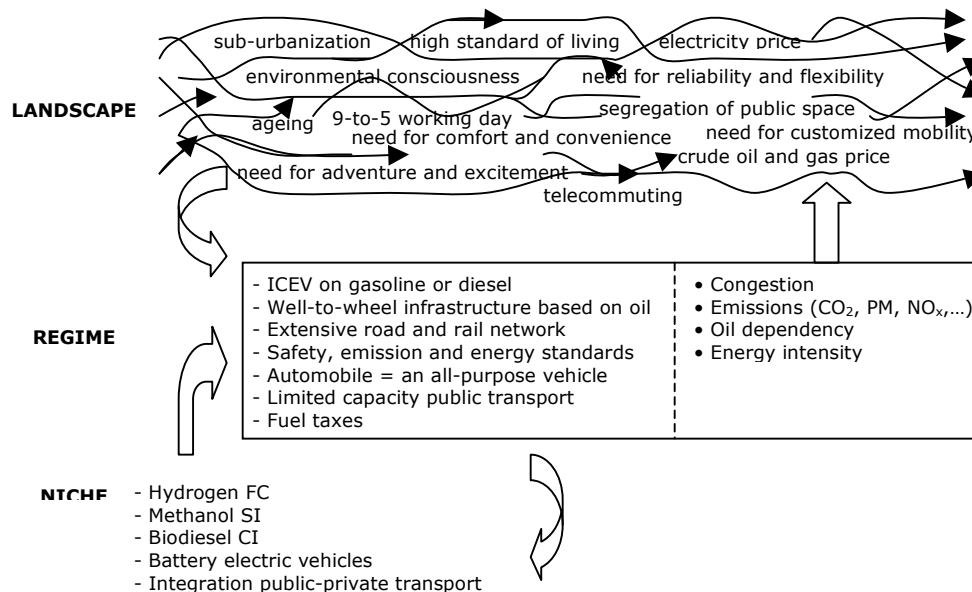 sub-urbanization high standard of living electricity price
environmental consciousness need for reliability and flexibility
LANDSCAPE
segregation of public space
ageing 9-to-5 working day
need for comfort and convenience need for customized mobility
crude oil and gas price
need for adventure and excitement
telecommuting
REGIME
- ICEV on gasoline or diesel
- Well-to-wheel infrastructure based on oil
- Extensive road and rail network
- Safety, emission and energy standards
- Automobile = an all-purpose vehicle
- Limited capacity public transport
- Fuel taxes
• Congestion
• Emissions (CO₂, PM, NOₓ,…)
• Oil dependency
• Energy intensity
NICHE
- Hydrogen FC
- Methanol SI
- Biodiesel CI
- Battery electric vehicles
- Integration public-private transport